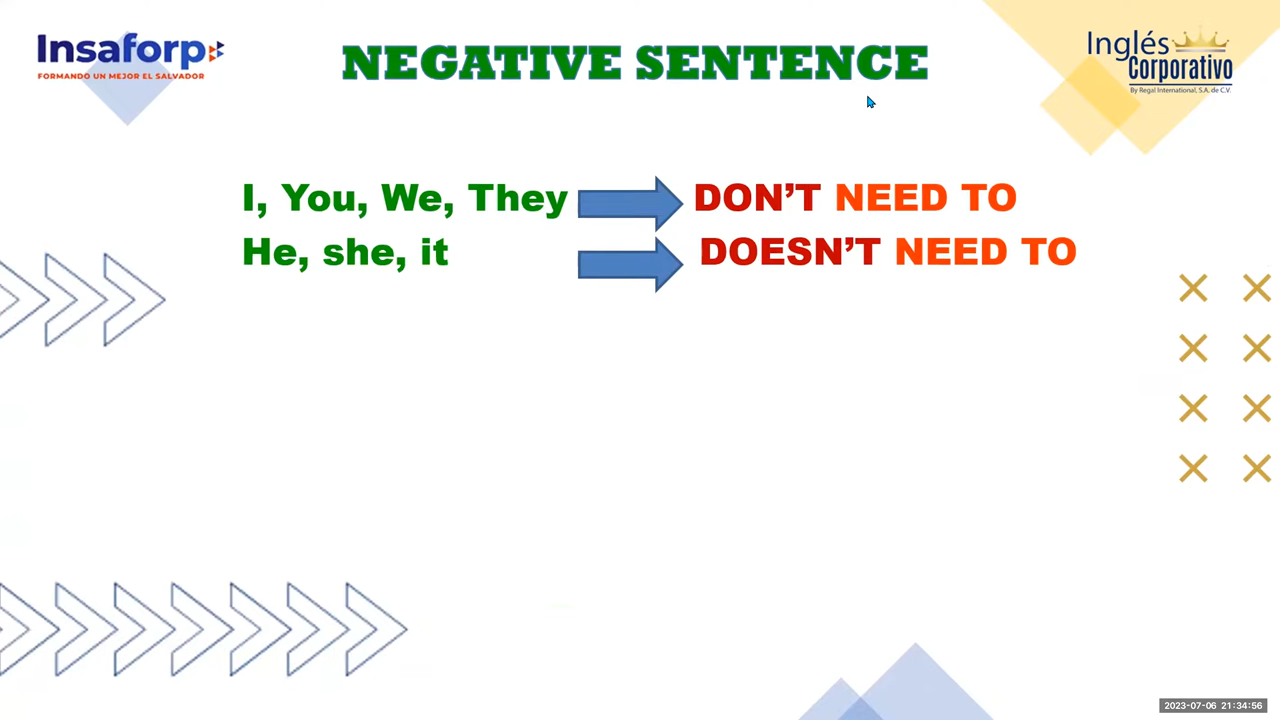 Insaforp
FORMANDO UN MEJOR EL SALVADOR
NEGATIVE SENTENCE
Inglés
Corporativo
By Regal International, S.A. de C.V.
I, You, We, They DON'T NEED TO
He, she, it DOESN'T NEED TO
2023-07-06 21:34:56